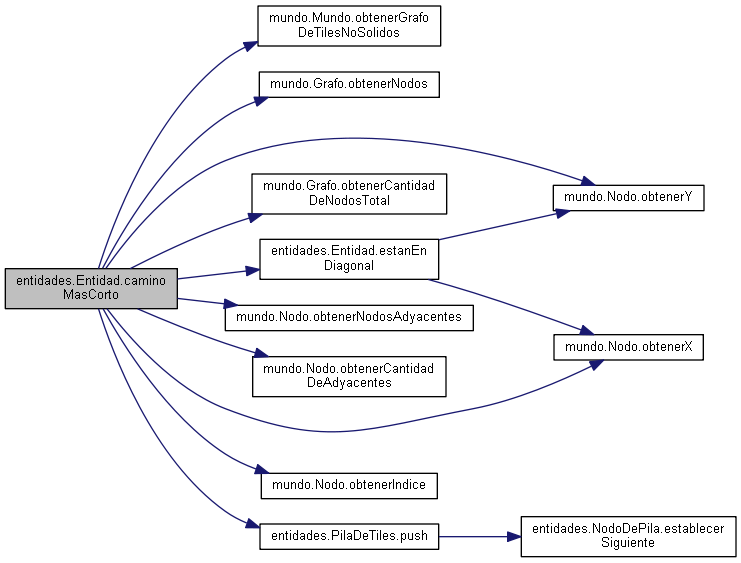 mundo.Mundo.obtenerGrafo
DeTilesNoSolidos
mundo.Grafo.obtenerNodos
mundo.Nodo.obtenerY
mundo.Grafo.obtenerCantidad
DeNodosTotal
entidades.Entidad.estanEn
Diagonal
entidades.Entidad.camino
MasCorto
mundo.Nodo.obtenerNodosAdyacentes
mundo.Nodo.obtenerX
mundo.Nodo.obtenerCantidad
DeAdyacentes
mundo.Nodo.obtenerIndice
entidades.PilaDeTiles.push
entidades.NodoDePila.establecer
Siguiente